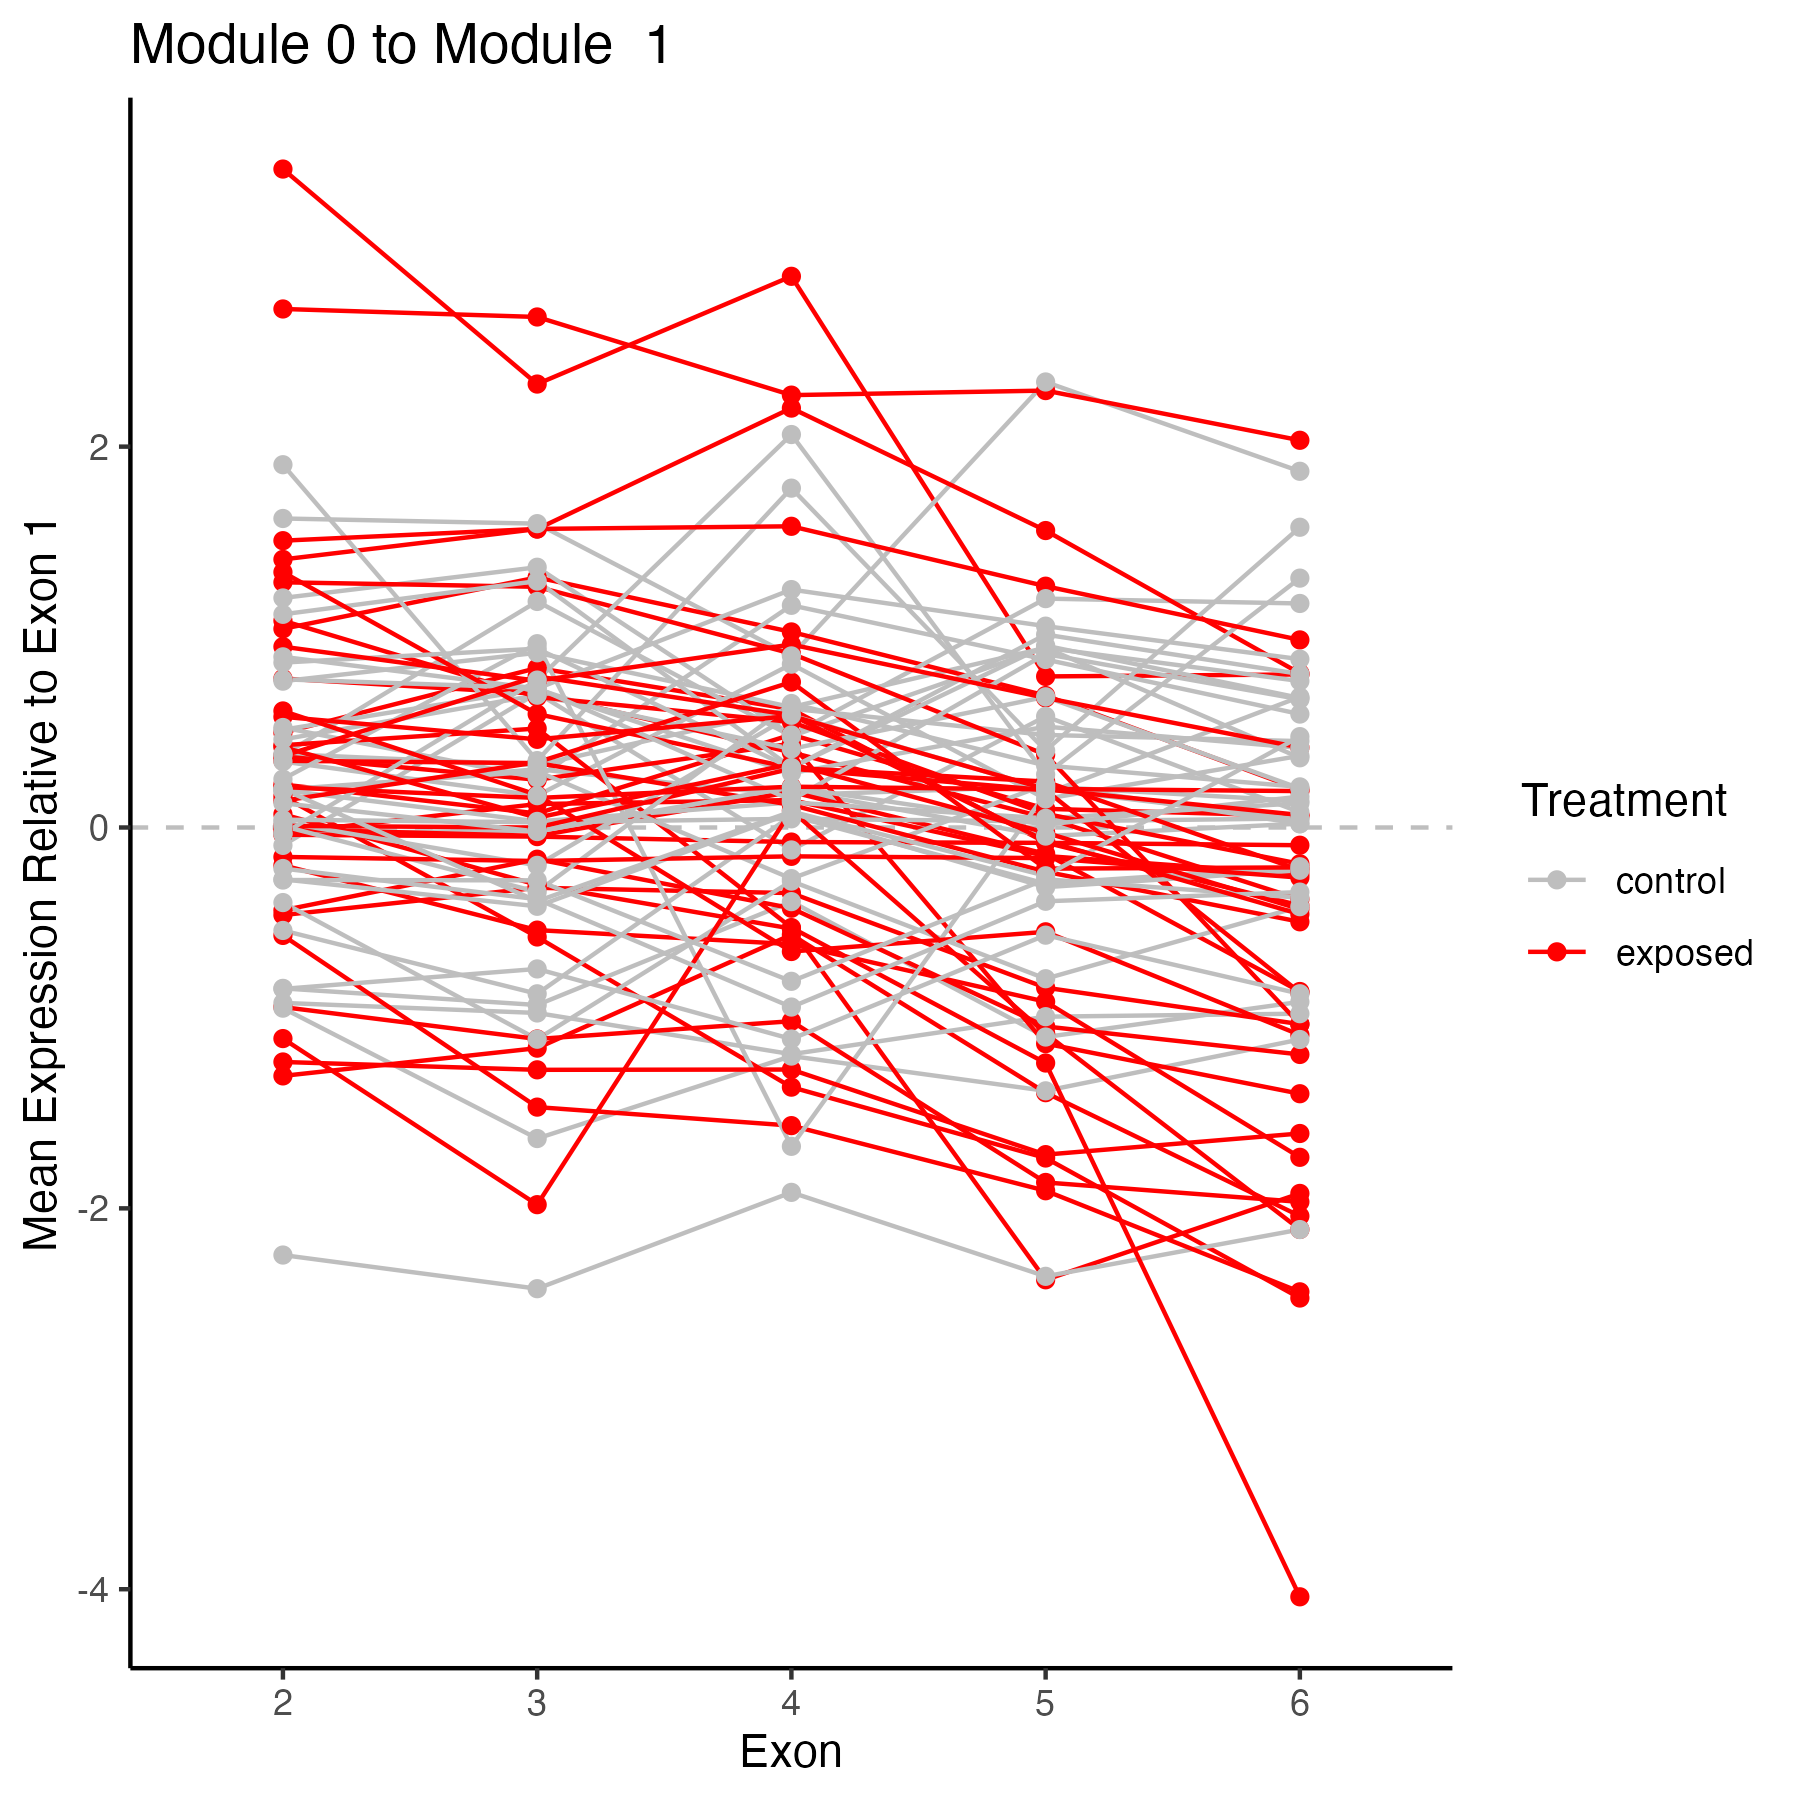 Module 0 to Module  1
Mean Expression Relative to Exon 1
2
0
-2
-4
2
3
4
5
6
Exon
Treatment
control
exposed